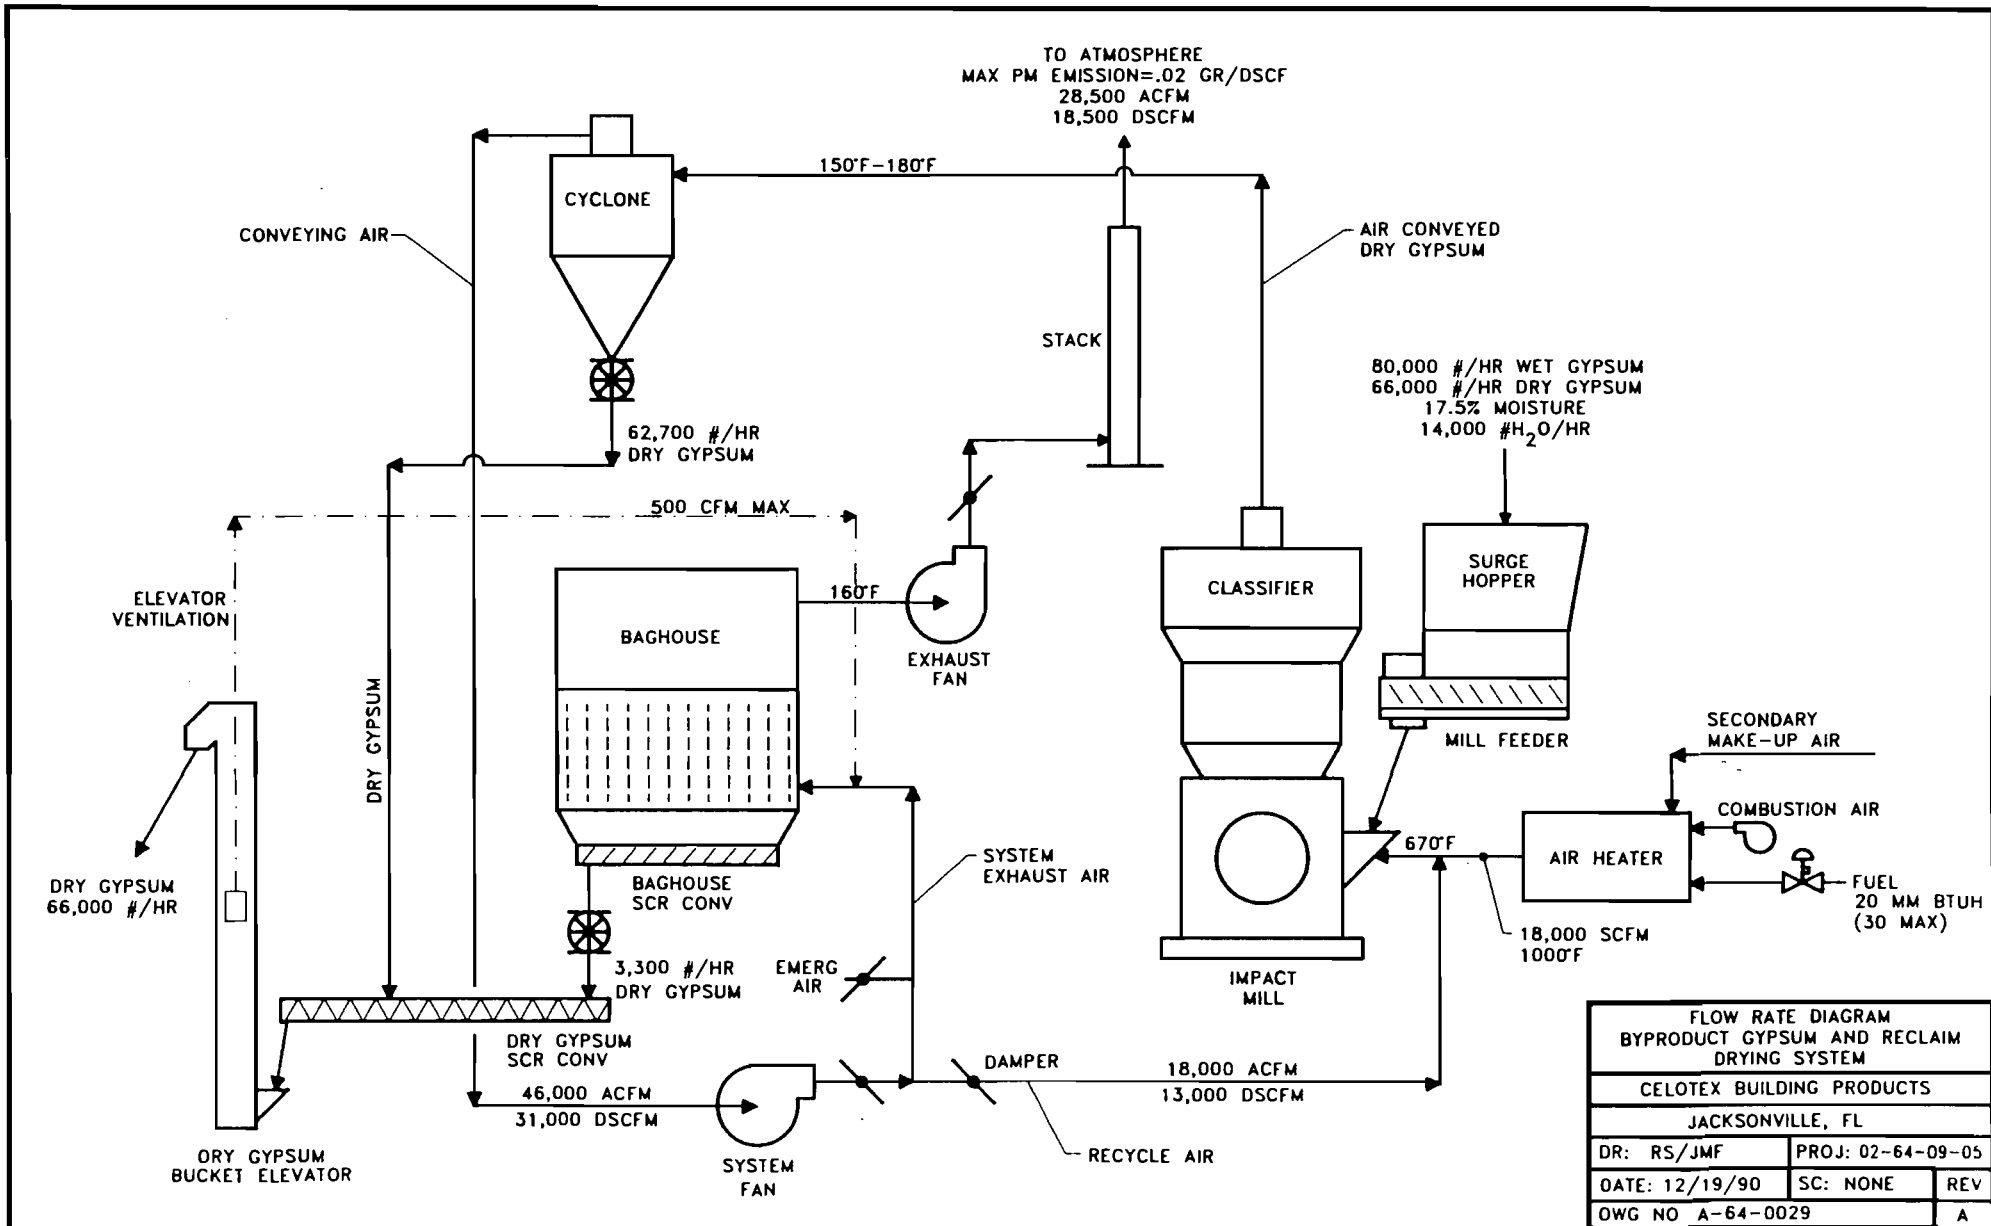 TO ATMOSPHERE
MAX PM EMISSION=.02 GR/DSCF
28,500 ACFM
18,500 DSCFM
150°F-180°F
CYCLONE
CONVEYING AIR
AIR CONVEYED
DRY GYPSUM
STACK
80,000 #/HR WET GYPSUM
66,000 #/HR DRY GYPSUM
17.5% MOISTURE
14,000 #H2O/HR
62,700 #/HR
DRY GYPSUM
500 CFM MAX
SURGE
HOPPER
CLASSIFIER
ELEVATOR
VENTILATION
160°F
BAGHOUSE
EXHAUST
FAN
DRY GYPSUM
MILL FEEDER
SECONDARY
MAKE-UP AIR
COMBUSTION AIR
670°F
AIR HEATER
SYSTEM
EXHAUST AIR
DRY GYPSUM
66,000 #/HR
BAGHOUSE
SCR CONV
FUEL
20 MM BTUH
(30 MAX)
18,000 SCFM
1000°F
3,300 #/HR
DRY GYPSUM
EMERG
AIR
IMPACT
MILL
DRY GYPSUM
SCR CONV
DAMPER
18,000 ACFM
13,000 DSCFM
46,000 ACFM
31,000 DSCFM
RECYCLE AIR
SYSTEM
FAN
DRY GYPSUM
BUCKET ELEVATOR
FLOW RATE DIAGRAM
BYPRODUCT GYPSUM AND RECLAIM
DRYING SYSTEM
CELOTEX BUILDING PRODUCTS
JACKSONVILLE, FL
DR: RS/JMF PROJ: 02-64-09-05
DATE: 12/19/90 SC: NONE REV
DWG NO A-64-0029 A